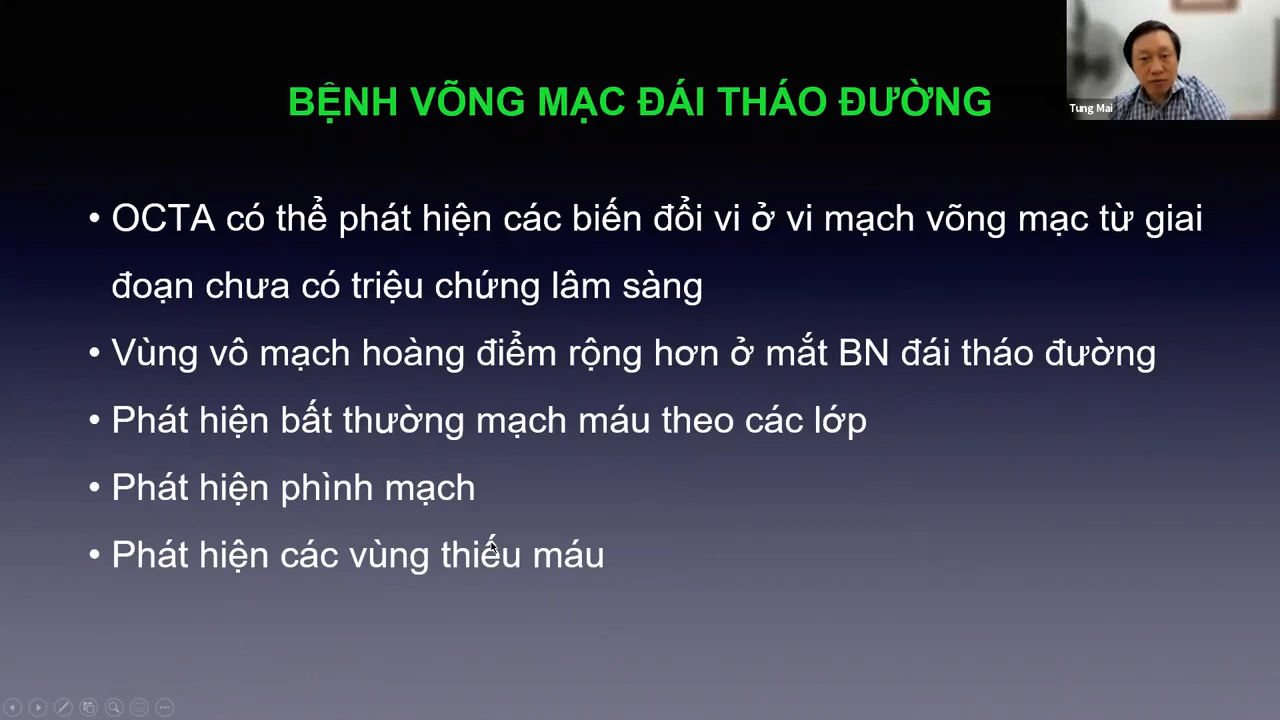 BỆNH VÕNG MẠC ĐÁI THÁO ĐƯỜNG
Tung Mai
• OCTA có thể phát hiện các biến đổi vi ở vi mạch võng mạc từ giai
đoạn chưa có triệu chứng lâm sàng
• Vùng vô mạch hoàng điểm rộng hơn ở mắt BN đái tháo đường
• Phát hiện bất thường mạch máu theo các lớp
• Phát hiện phình mạch
• Phát hiện các vùng thiếu máu